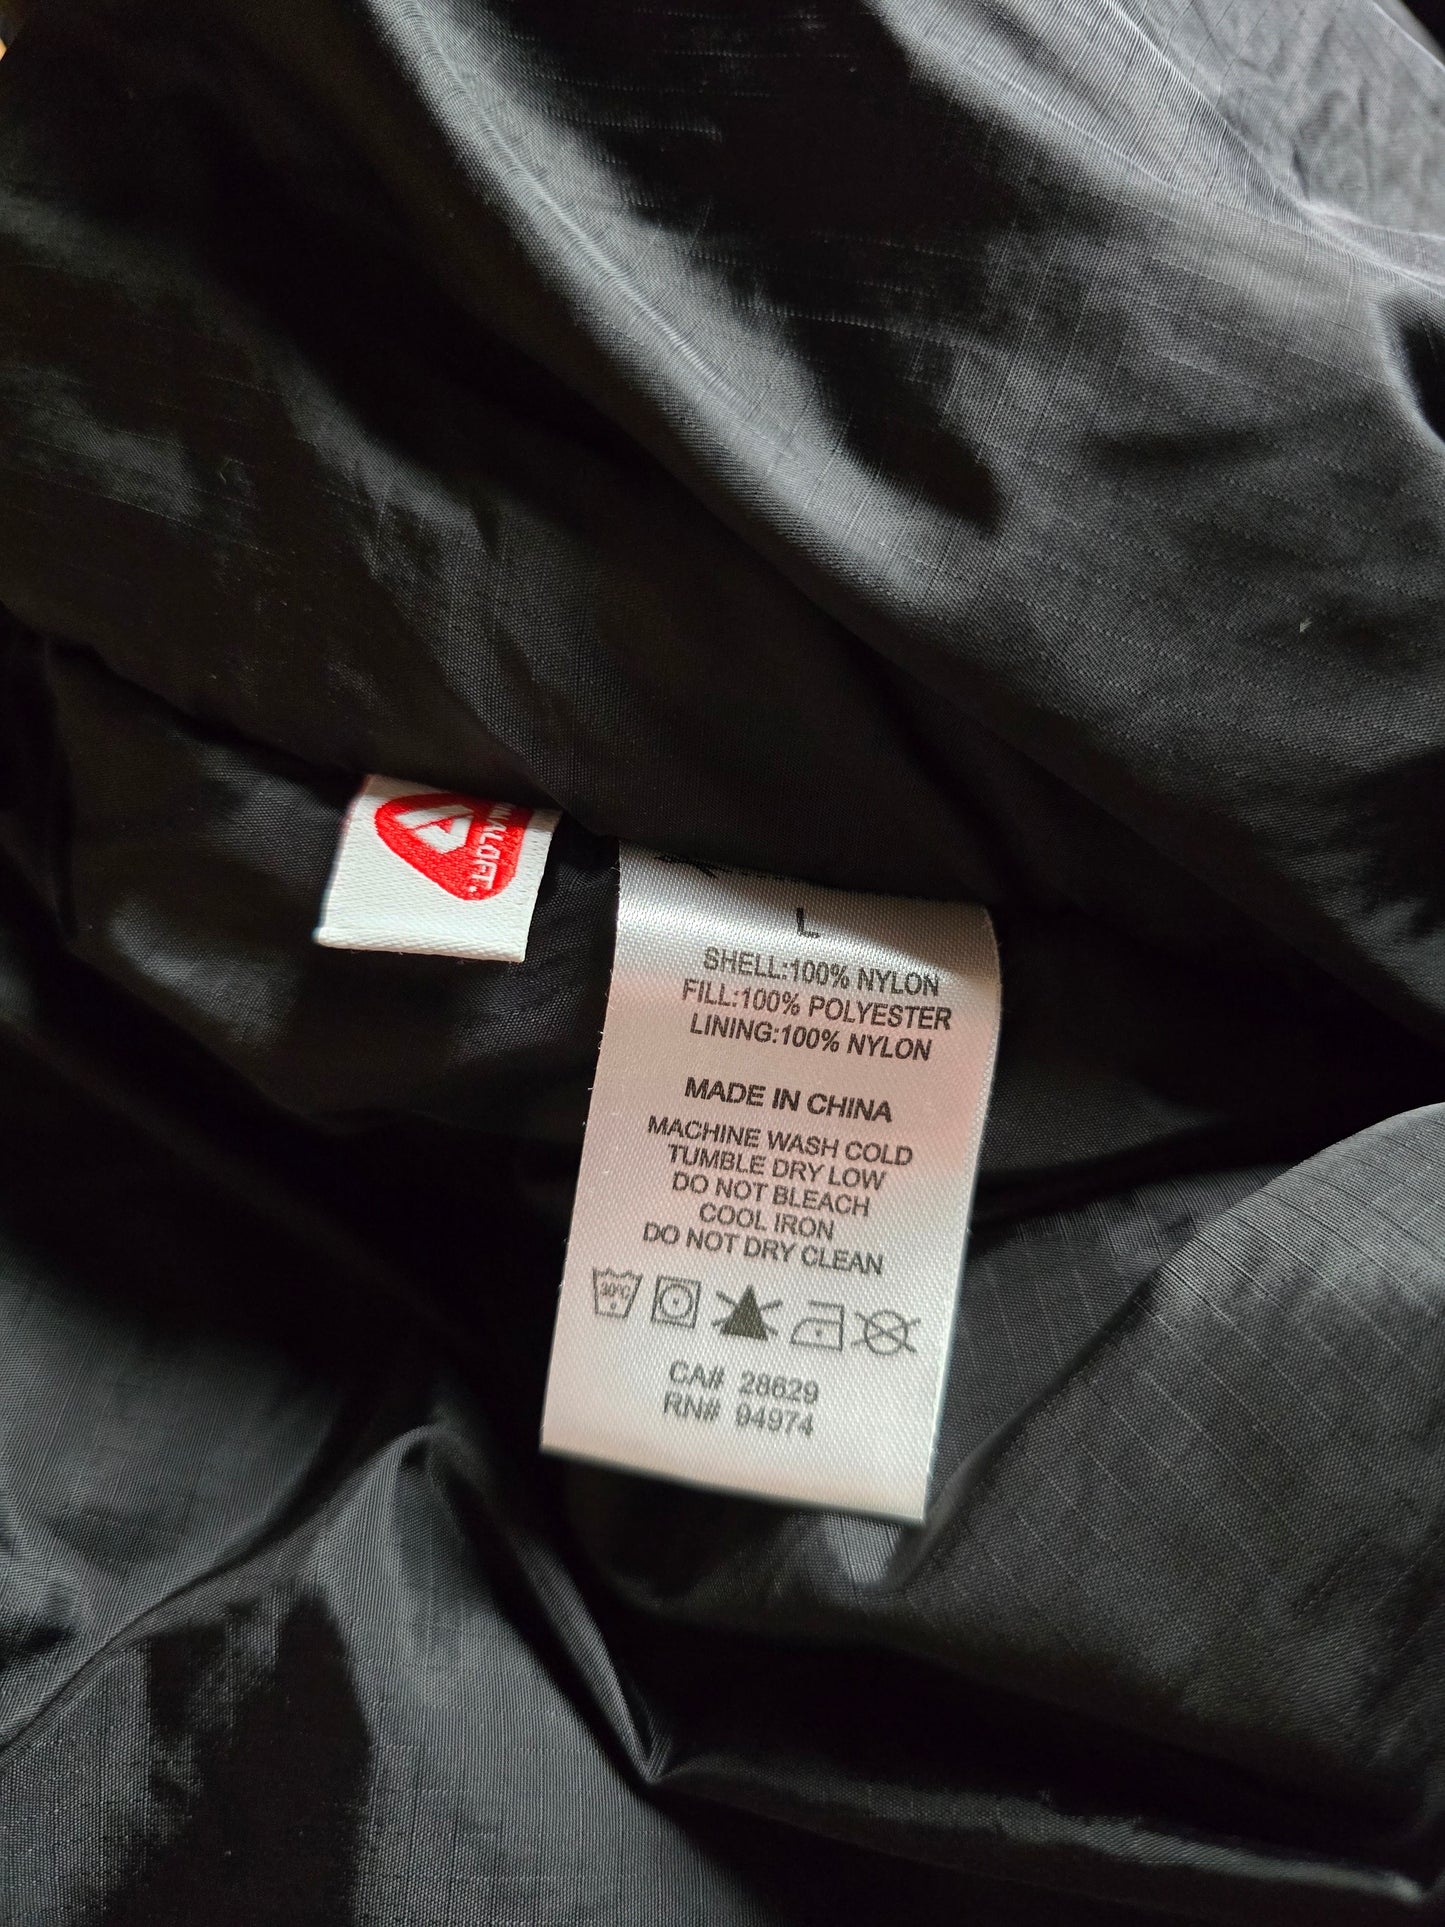 L
SHELL:100% NYLON
FILL:100% POLYESTER
LINING:100% NYLON
MADE IN CHINA
MACHINE WASH COLD
TUMBLE DRY LOW
DO NOT BLEACH
COOL IRON
DO NOT DRY CLEAN
30°C
CA# 28629
RN# 94974